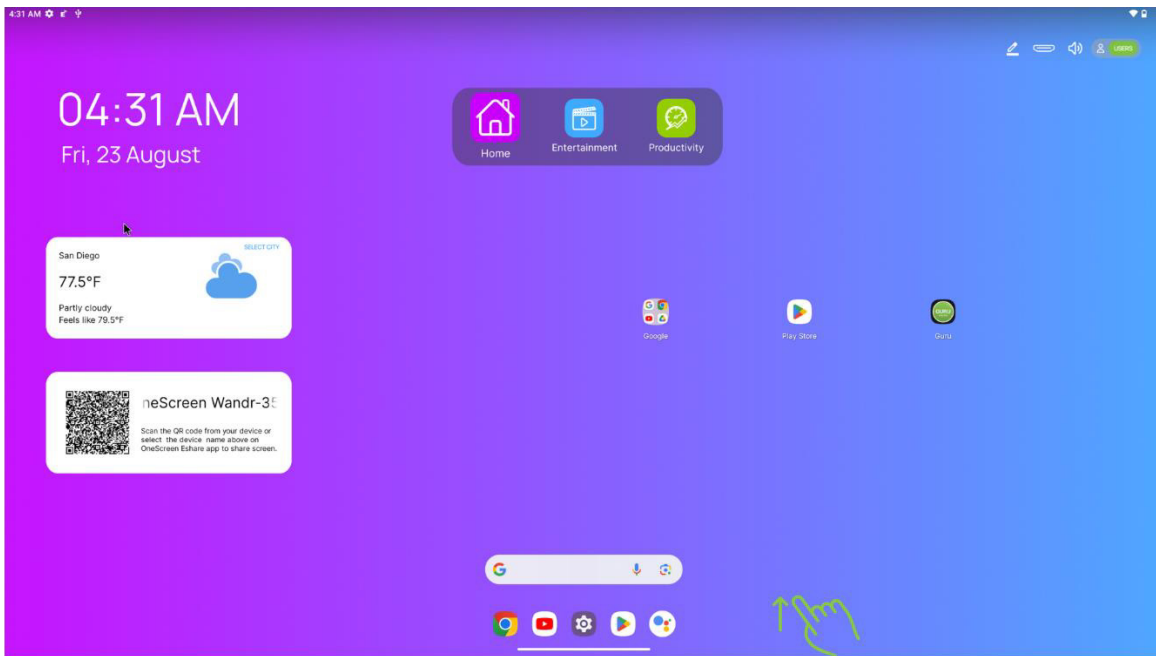 4:31 AM
USERS
04:31 AM
Fri, 23 August
Home
Entertainment
Productivity
SELECT CITY
San Diego
77.5°F
Partly cloudy
Feels like 79.5°F
neScreen Wandr-35
Scan the QR code from your device or
select the device name above on
OneScreen Eshare app to share screen.
Google
Play Store
Guru
GURU